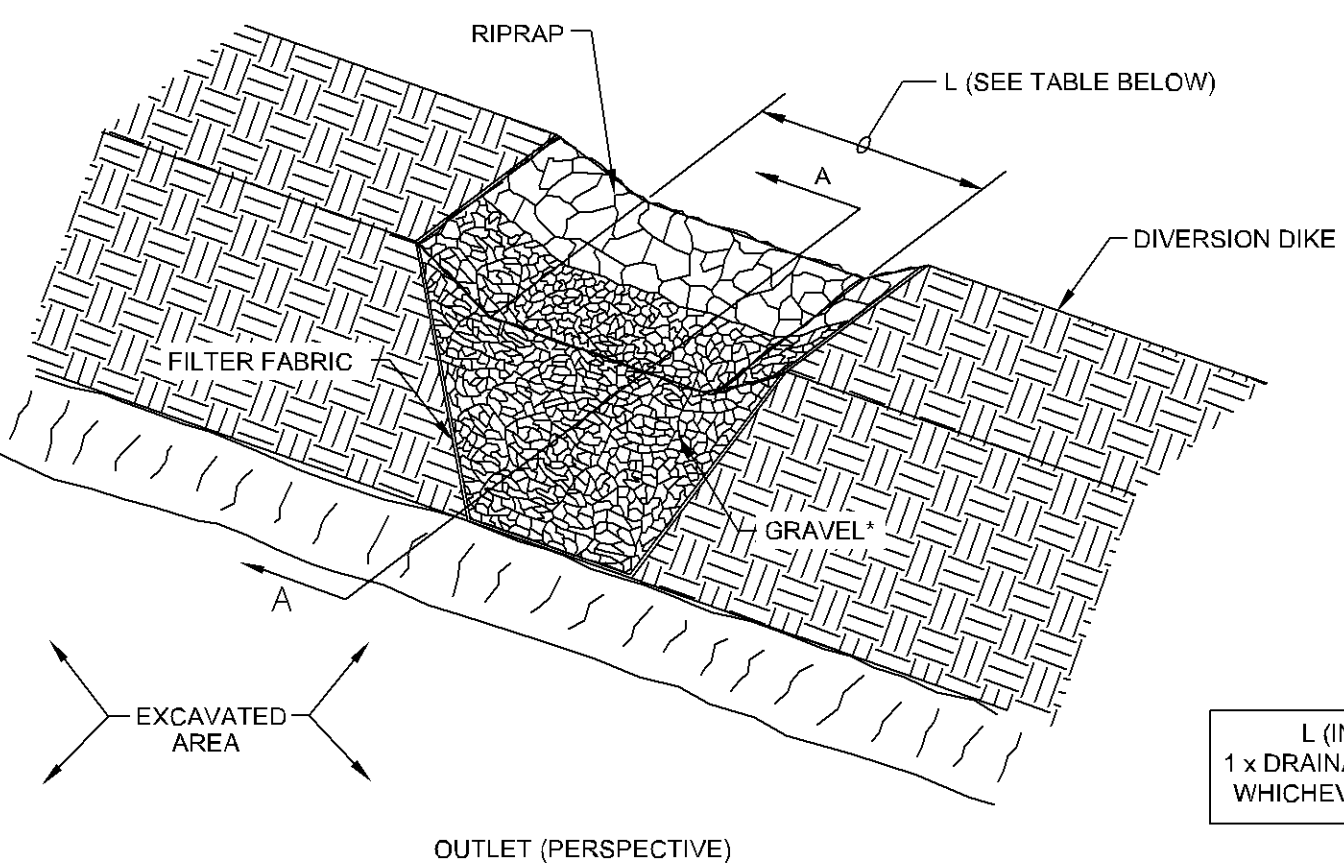 RIPRAP
L (SEE TABLE BELOW)
A
DIVERSION DIKE
FILTER FABRIC
GRAVEL*
A
EXCAVATED
AREA
L (IN
1 x DRAINA
WHICHEV
OUTLET (PERSPECTIVE)